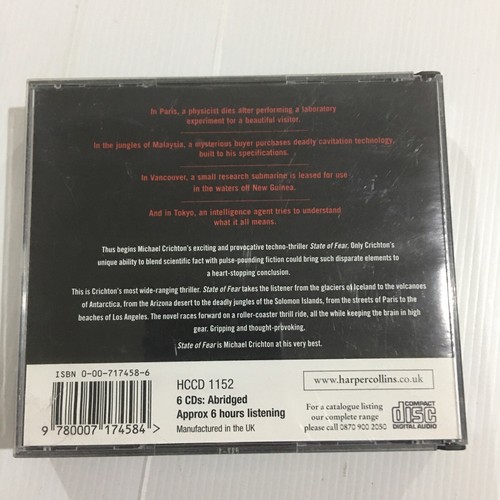 In Paris, a physicist dies after performing a laboratory
experiment for a beautiful visitor.
In the jungles of Malaysia, a mysterious buyer purchases deadly cavitation technology,
built to his specifications.
In Vancouver, a small research submarine is leased for use
in the waters off New Guinea.
And in Tokyo, an intelligence agent tries to understand
what it all means.
Thus begins Michael Crichton's exciting and provocative techno-thriller State of Fear. Only Crichton's
unique ability to blend scientific fact with pulse-pounding fiction could bring such disparate elements to
a heart-stopping conclusion.
This is Crichton's most wide-ranging thriller. State of Fear takes the listener from the glaciers of Iceland to the volcanoes
of Antarctica, from the Arizona desert to the deadly jungles of the Solomon Islands, from the streets of Paris to the
beaches of Los Angeles. The novel races forward on a roller-coaster thrill ride, all the while keeping the brain in high
gear. Gripping and thought-provoking.
State of Fear is Michael Crichton at his very best.
ISBN 0-00-717458-6
9 780007 174584 >
HCCD 1152
6 CDs: Abridged
Approx 6 hours listening
Manufactured in the UK
www.harpercollins.co.uk
For a catalogue listing
our complete range
please call 0870 900 2050
COMPACT
disc
DIGITAL AUDIO